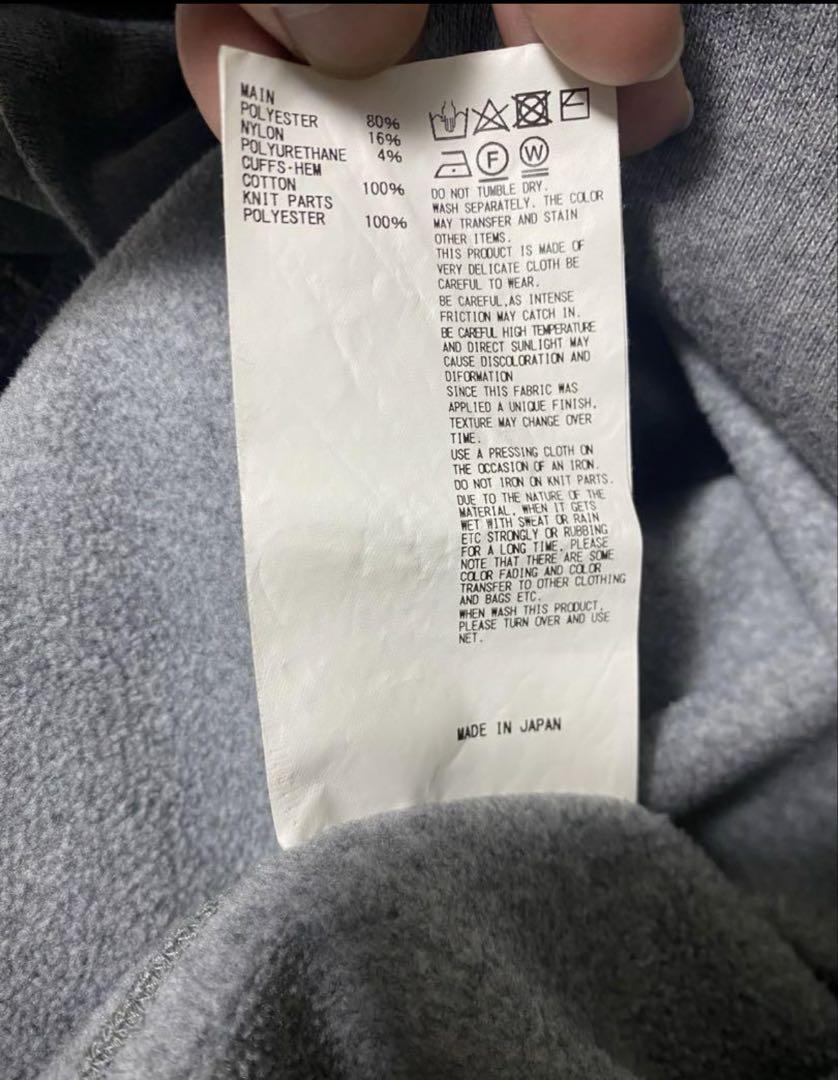 MAIN
POLYESTER 80%
NYLON 16%
POLYURETHANE 4%
CUFFS·HEM
COTTON 100%
KNIT PARTS
POLYESTER 100%
F W
DO NOT TUMBLE DRY.
WASH SEPARATELY. THE COLOR
MAY TRANSFER AND STAIN
OTHER ITEMS.
THIS PRODUCT IS MADE OF
VERY DELICATE CLOTH BE
CAREFUL TO WEAR.
BE CAREFUL,AS INTENSE
FRICTION MAY CATCH IN.
BE CAREFUL HIGH TEMPERATURE
AND DIRECT SUNLIGHT MAY
CAUSE DISCOLORATION AND
DIFORMATION
SINCE THIS FABRIC WAS
APPLIED A UNIQUE FINISH,
TEXTURE MAY CHANGE OVER
TIME.
USE A PRESSING CLOTH ON
THE OCCASION OF AN IRON.
DO NOT IRON ON KNIT PARTS.
DUE TO THE NATURE OF THE
MATERIAL, WHEN IT GETS
WET WITH SWEAT OR RAIN
ETC STRONGLY OR RUBBING
FOR A LONG TIME, PLEASE
NOTE THAT THERE ARE SOME
COLOR FADING AND COLOR
TRANSFER TO OTHER CLOTHING
AND BAGS ETC.
WHEN WASH THIS PRODUCT,
PLEASE TURN OVER AND USE
NET.
MADE IN JAPAN